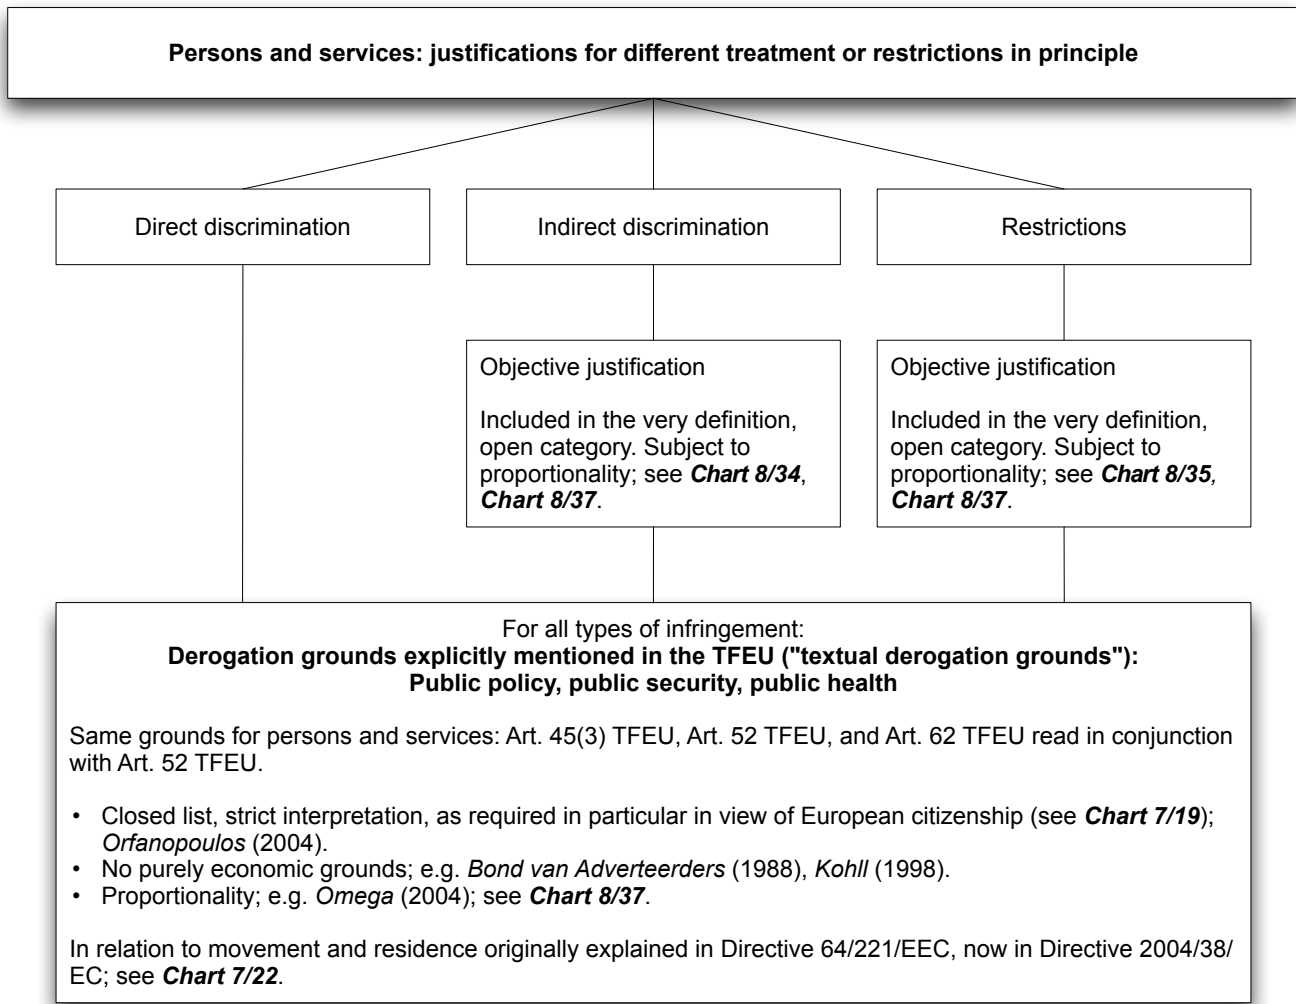 Persons and services: justifications for different treatment or restrictions in principle
Direct discrimination
Indirect discrimination
Restrictions
Objective justification
Included in the very definition,
open category. Subject to
proportionality; see Chart 8/34,
Chart 8/37.
Objective justification
Included in the very definition,
open category. Subject to
proportionality; see Chart 8/35,
Chart 8/37.
For all types of infringement:
Derogation grounds explicitly mentioned in the TFEU ("textual derogation grounds"):
Public policy, public security, public health
Same grounds for persons and services: Art. 45(3) TFEU, Art. 52 TFEU, and Art. 62 TFEU read in conjunction
with Art. 52 TFEU.
• Closed list, strict interpretation, as required in particular in view of European citizenship (see Chart 7/19);
Orfanopoulos (2004).
• No purely economic grounds; e.g. Bond van Adverteerders (1988), Kohll (1998).
• Proportionality; e.g. Omega (2004); see Chart 8/37.
In relation to movement and residence originally explained in Directive 64/221/EEC, now in Directive 2004/38/
EC; see Chart 7/22.